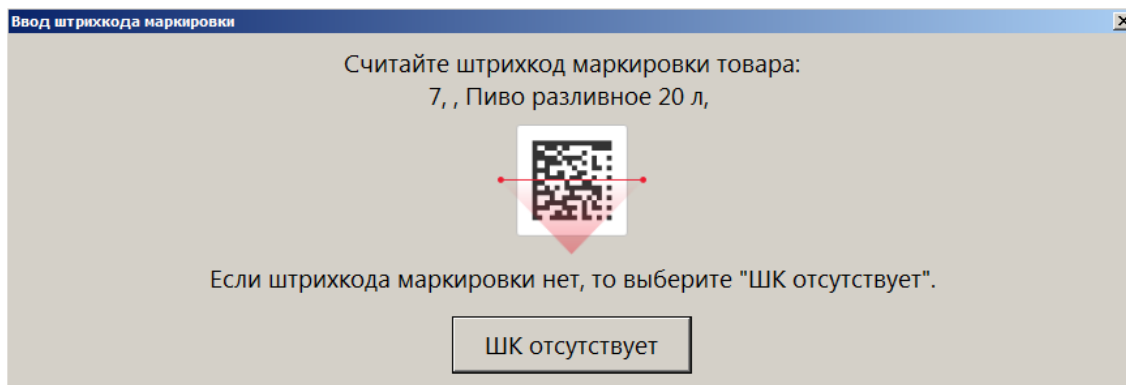 Ввод штрихкода маркировки
Считайте штрихкод маркировки товара:
7, , Пиво разливное 20 л,
Если штрихкода маркировки нет, то выберите "ШК отсутствует".
ШК отсутствует